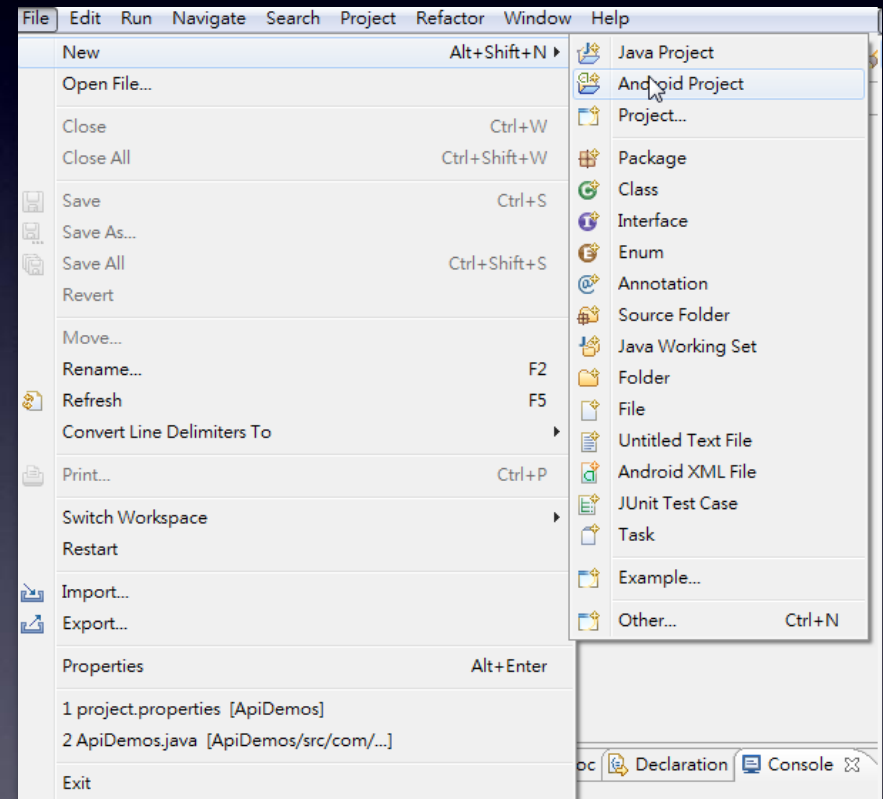 File Edit Run Navigate Search Project Refactor Window Help
New Alt+Shift+N
Open File...
Close Ctrl+W
Close All Ctrl+Shift+W
Save Ctrl+S
Save As...
Save All Ctrl+Shift+S
Revert
Move...
Rename... F2
Refresh F5
Convert Line Delimiters To
Print... Ctrl+P
Switch Workspace
Restart
Import...
Export...
Properties Alt+Enter
1 project.properties [ApiDemos]
2 ApiDemos.java [ApiDemos/src/com/...]
Exit
Java Project
Android Project
Project...
Package
Class
Interface
Enum
Annotation
Source Folder
Java Working Set
Folder
File
Untitled Text File
Android XML File
JUnit Test Case
Task
Example...
Other... Ctrl+N
oc Declaration Console